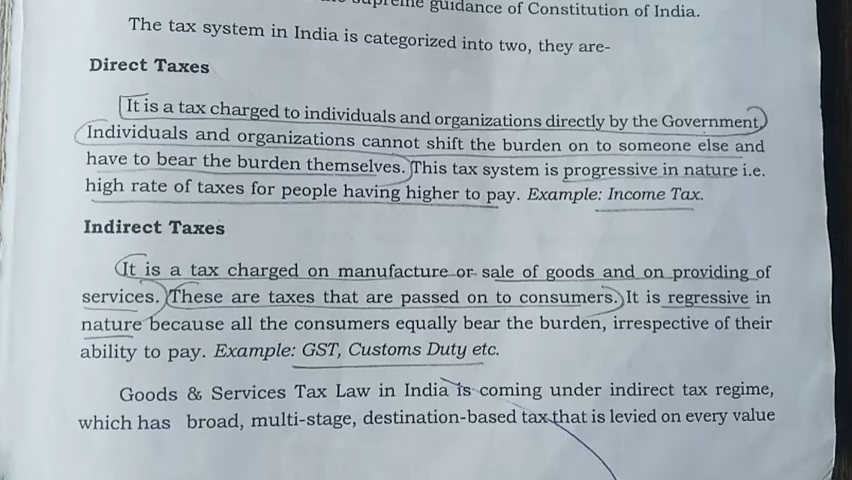 supreme guidance of Constitution of India.
The tax system in India is categorized into two, they are-
Direct Taxes
It is a tax charged to individuals and organizations directly by the Government.
Individuals and organizations cannot shift the burden on to someone else and
have to bear the burden themselves. This tax system is progressive in nature i.e.
high rate of taxes for people having higher to pay. Example: Income Tax.
Indirect Taxes
It is a tax charged on manufacture or sale of goods and on providing of
services. These are taxes that are passed on to consumers. It is regressive in
nature because all the consumers equally bear the burden, irrespective of their
ability to pay. Example: GST, Customs Duty etc.
Goods & Services Tax Law in India is coming under indirect tax regime,
which has broad, multi-stage, destination-based tax that is levied on every value